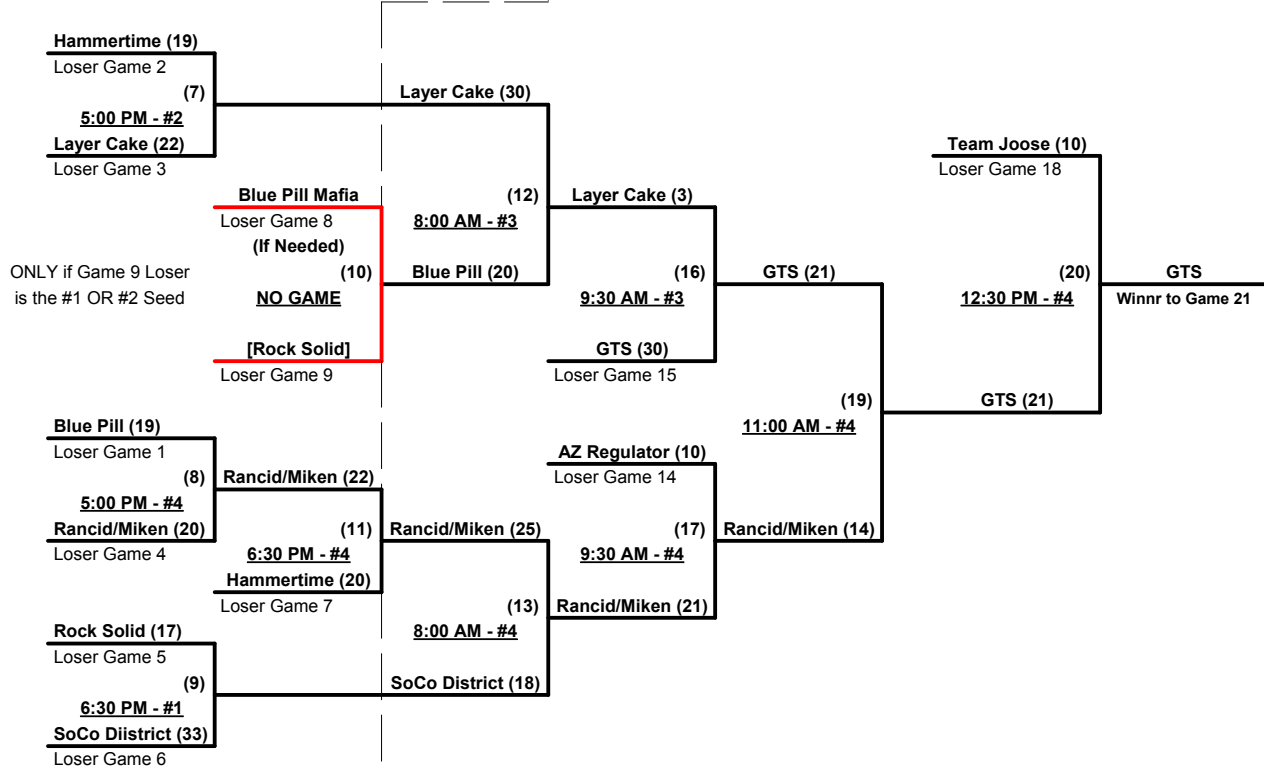 Hammertime (19)
Loser Game 2
(7)
5:00 PM - #2
Layer Cake (22)
Loser Game 3
Layer Cake (30)
Blue Pill Mafia
Loser Game 8
(If Needed)
(10)
NO GAME
[Rock Solid]
Loser Game 9
ONLY if Game 9 Loser
is the #1 OR #2 Seed
(12)
8:00 AM - #3
Blue Pill (20)
Layer Cake (3)
(16)
9:30 AM - #3
GTS (30)
Loser Game 15
GTS (21)
Team Joose (10)
Loser Game 18
(20)
12:30 PM - #4
GTS
Winnr to Game 21
(19)
11:00 AM - #4
GTS (21)
Blue Pill (19)
Loser Game 1
(8)
5:00 PM - #4
Rancid/Miken (20)
Loser Game 4
Rancid/Miken (22)
(11)
6:30 PM - #4
Hammertime (20)
Loser Game 7
Rancid/Miken (25)
AZ Regulator (10)
Loser Game 14
(17)
9:30 AM - #4
Rancid/Miken (14)
(13)
8:00 AM - #4
Rancid/Miken (21)
Rock Solid (17)
Loser Game 5
(9)
6:30 PM - #1
SoCo Diistrict (33)
Loser Game 6
SoCo District (18)